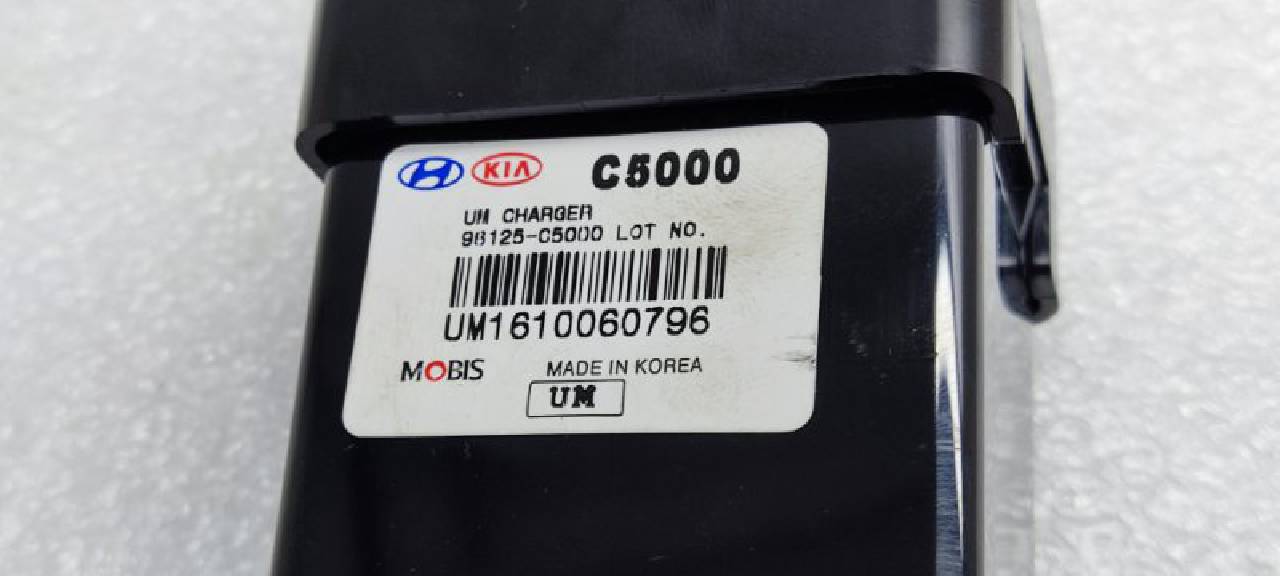 KIA C5000
UM CHARGER
96125-C5000 LOT NO.
UM1610060796
MOBIS MADE IN KOREA
UM